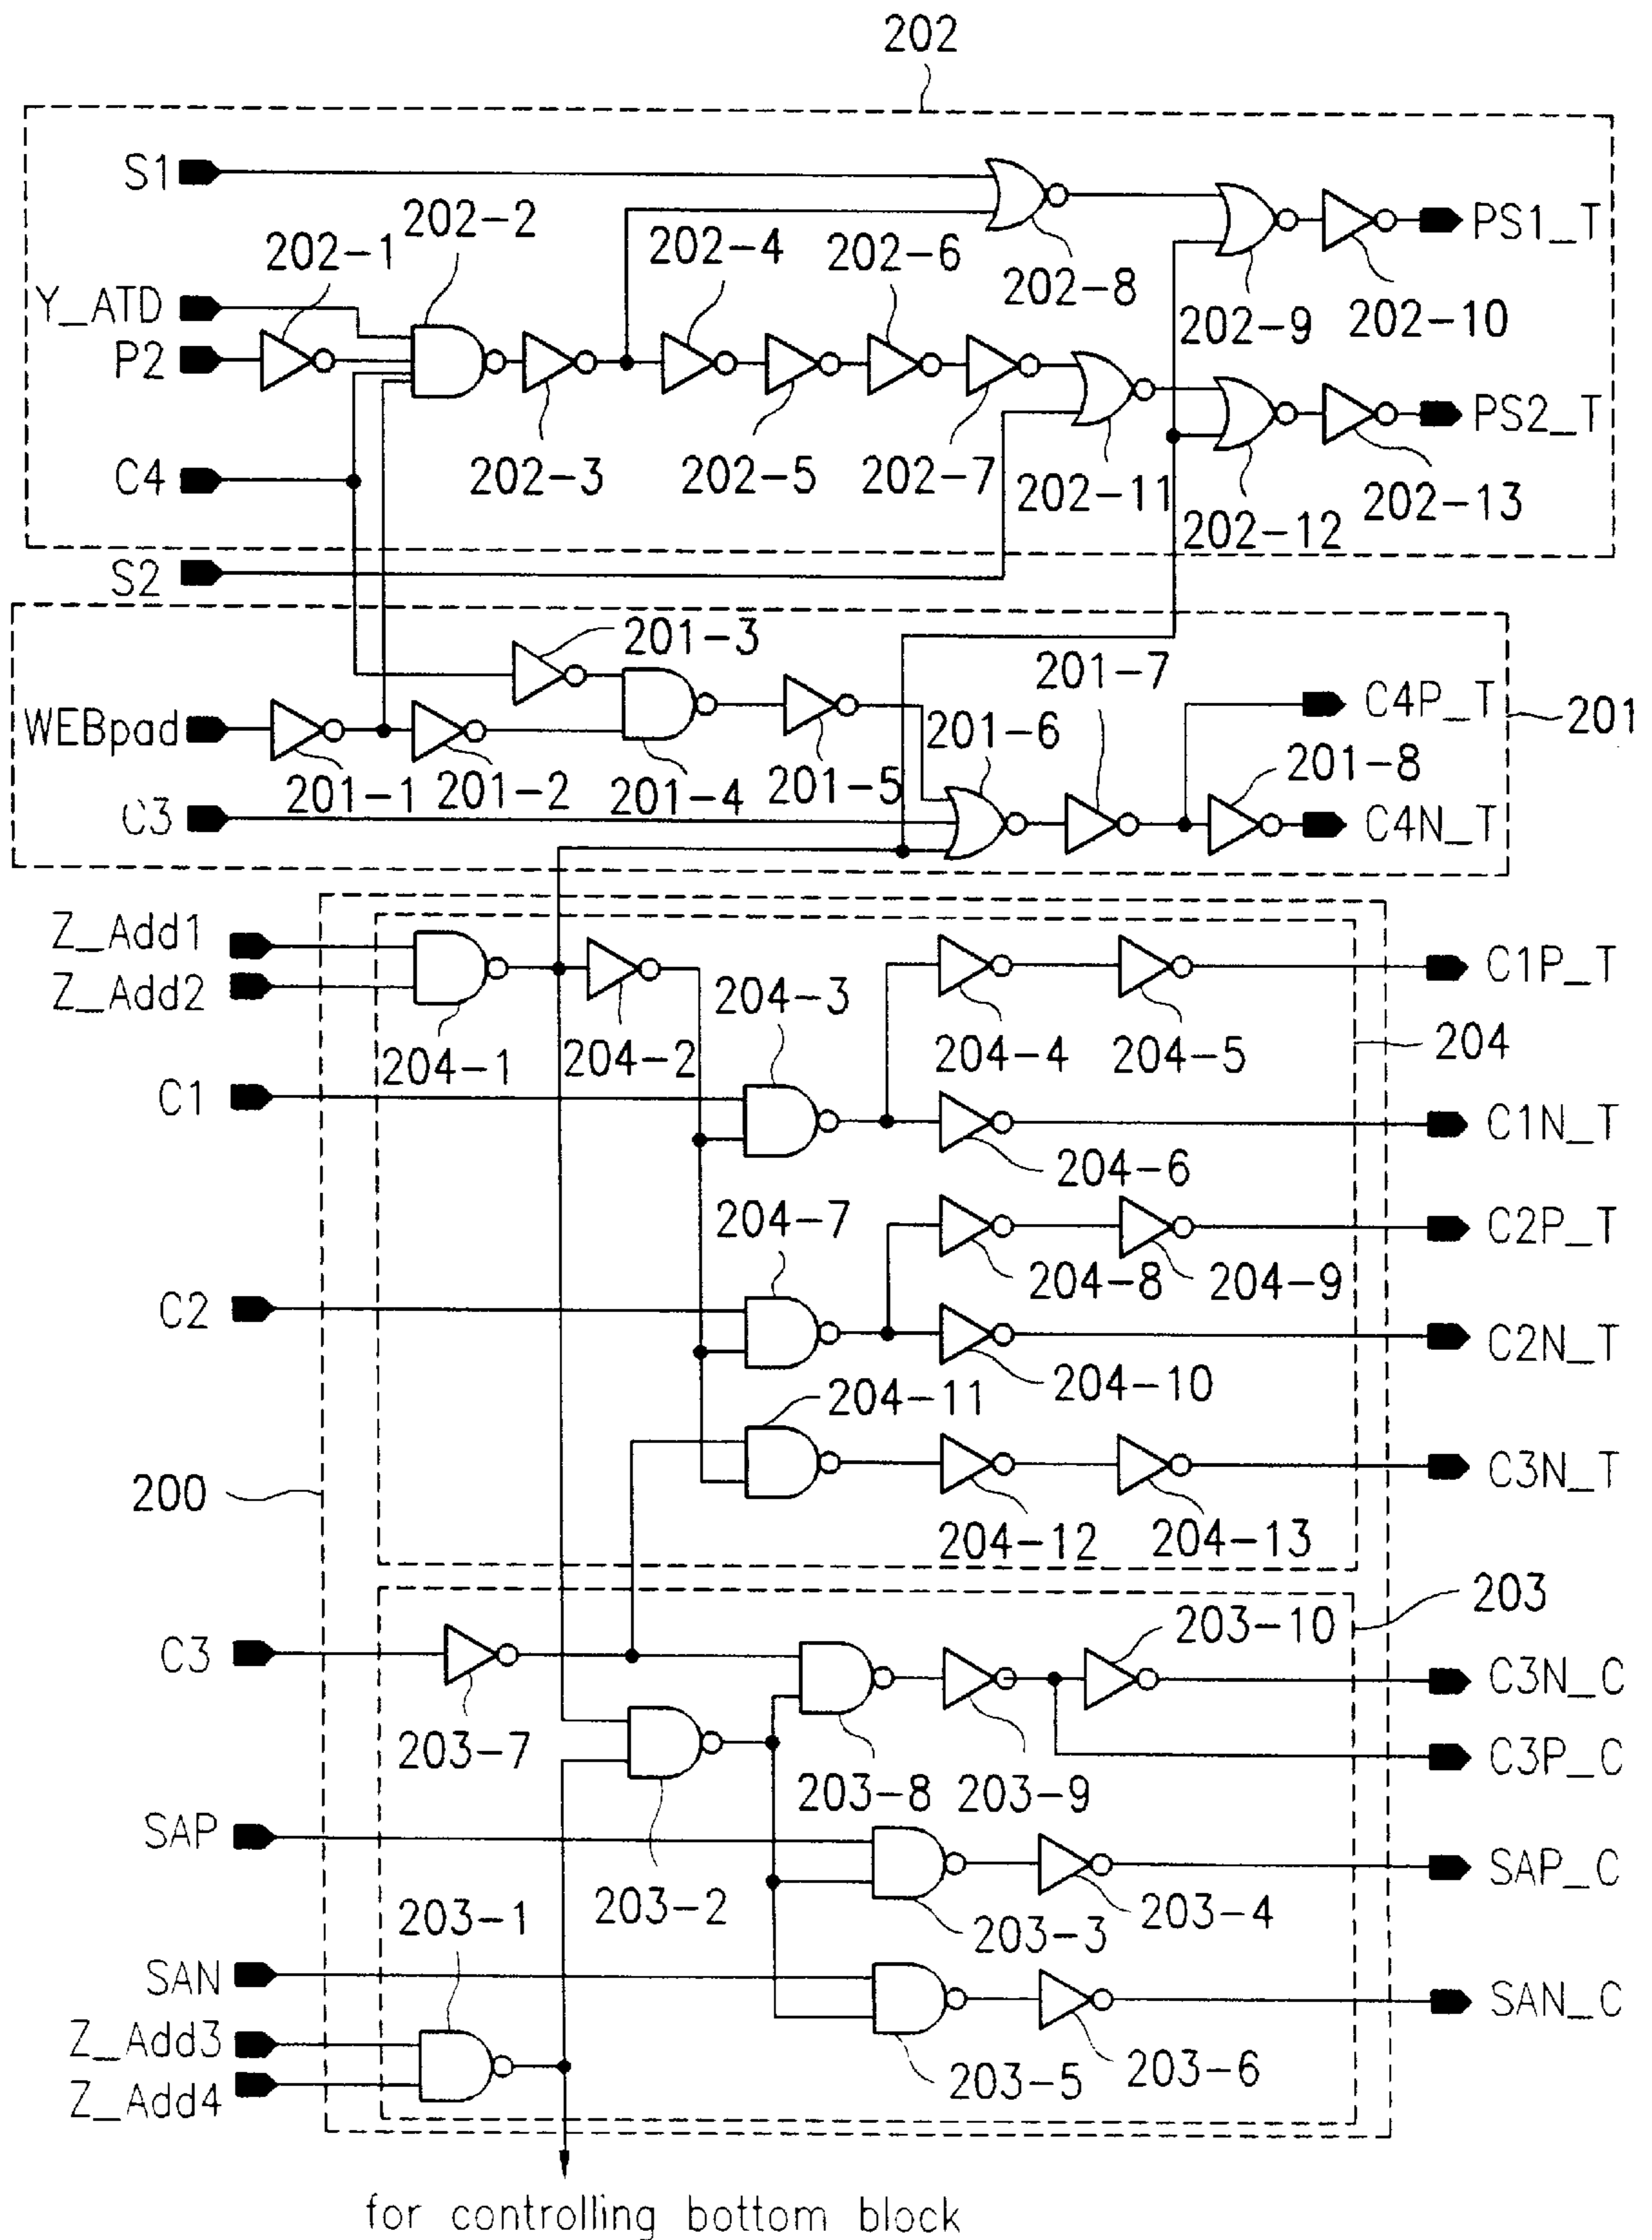 202
S1
202-2
PS1_T
202-1
202-4
202-6
202-8
Y_ATD
202-9
202-10
P2
PS2_T
C4
202-3
202-5
202-7
202-11
202-13
202-12
S2
201-3
201-7
C4P_T
WEBpad
201
201-6
201-8
201-1
201-2
201-4
201-5
C3
C4N_T
Z_Add1
Z_Add2
204-3
C1P_T
204-1
204-2
204-4
204-5
204
C1
C1N_T
204-6
204-7
C2P_T
204-8
204-9
C2
C2N_T
204-10
204-11
200
C3N_T
204-12
204-13
203
203-10
C3
C3N_C
203-7
C3P_C
203-8
203-9
SAP
SAP_C
203-2
203-1
203-3
203-4
SAN
SAN_C
Z_Add3
203-5
203-6
Z_Add4
for controlling bottom block